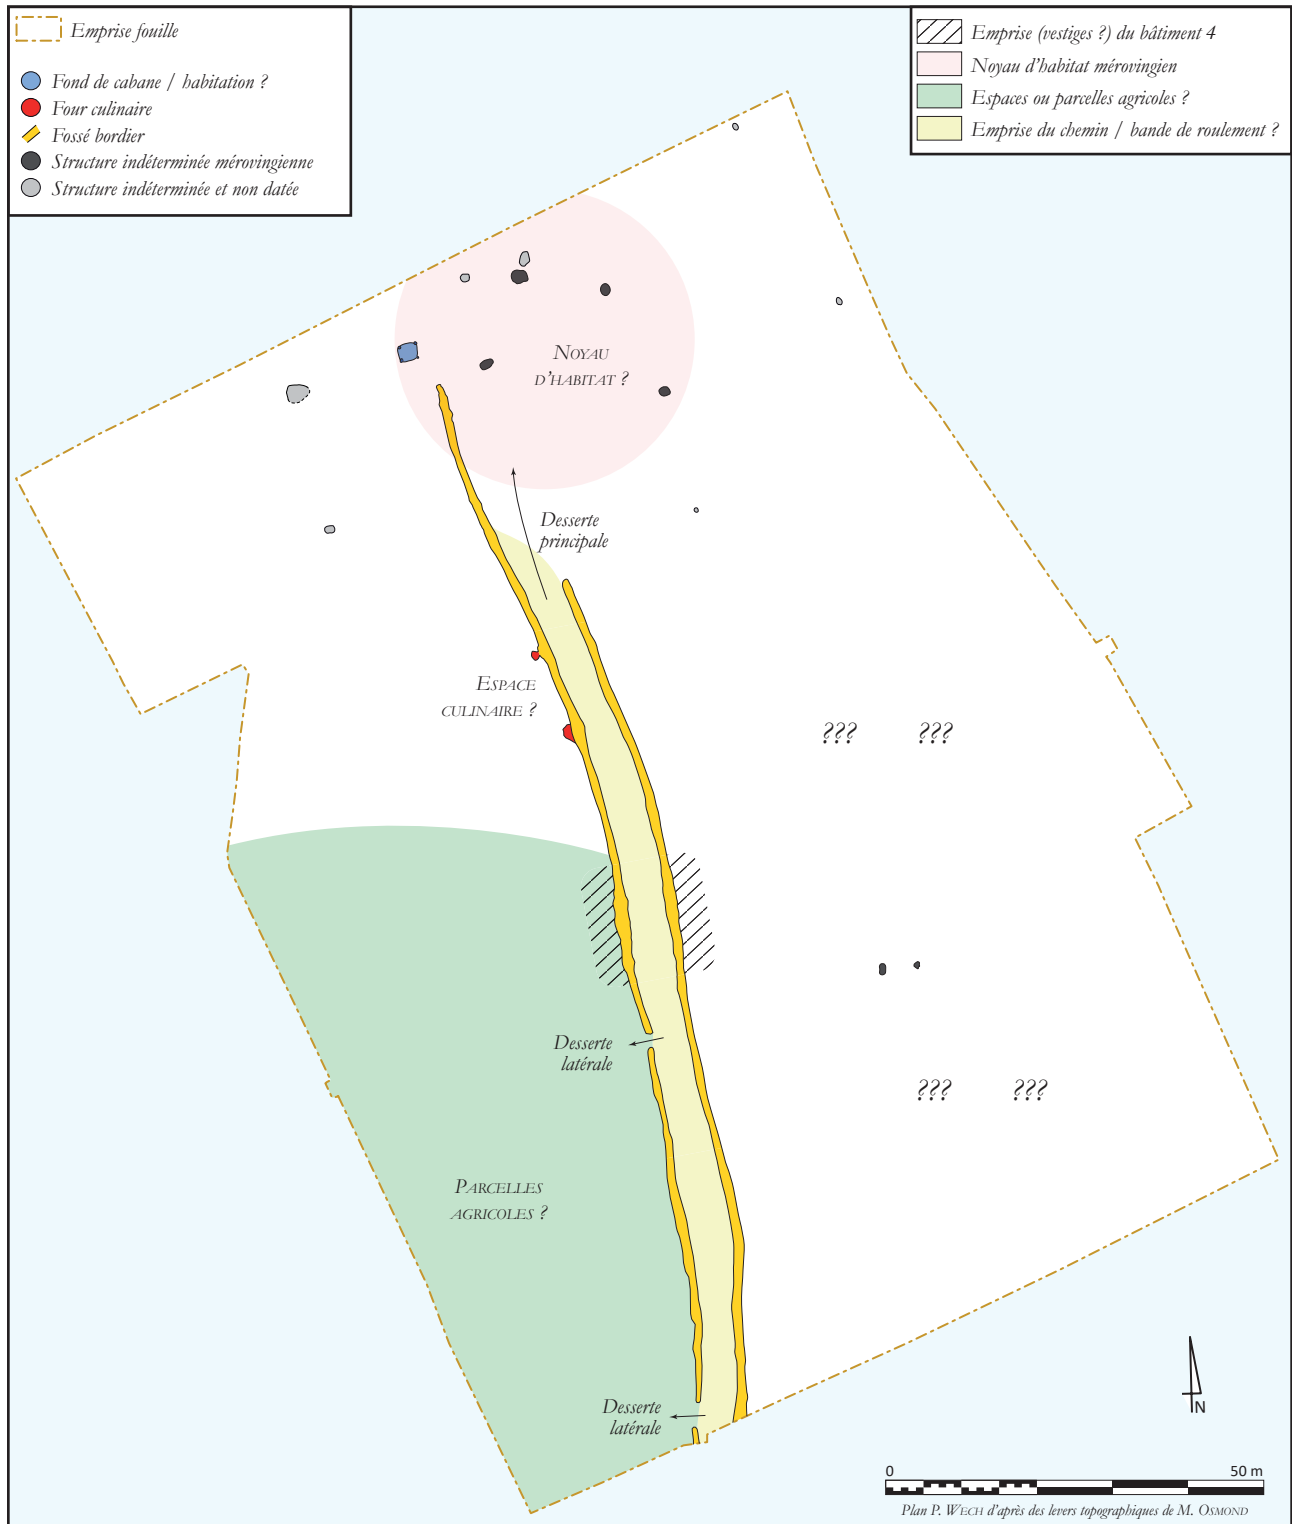 Emprise fouille
Fond de cabane / habitation ?
Four culinaire
Fossé bordier
Structure indéterminée mérovingienne
Structure indéterminée et non datée
Emprise (vestiges ?) du bâtiment 4
Noyau d'habitat mérovingien
Espaces ou parcelles agricoles ?
Emprise du chemin / bande de roulement ?
Noyau
d'habitat ?
Desserte
principale
Espace
culinaire ?
??? ???
Desserte
latérale
??? ???
Parcelles
agricoles ?
Desserte
latérale
N
0 50 m
Plan P. Wech d'après des levers topographiques de M. Osmond